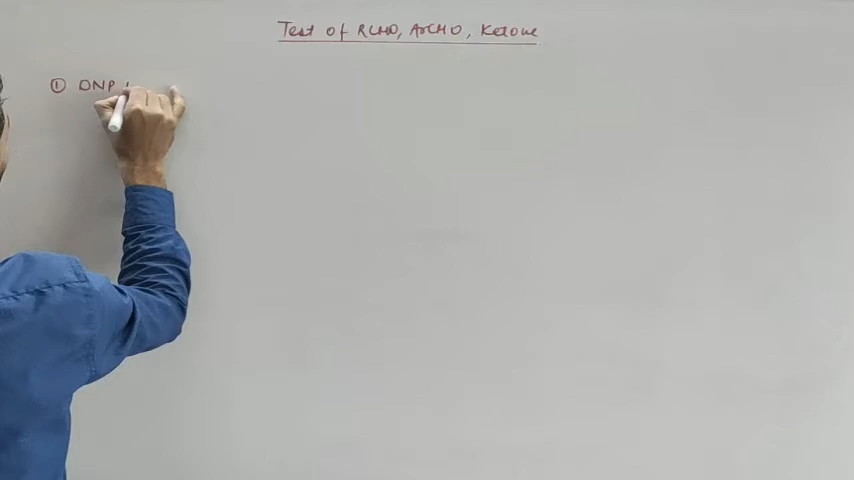 Test of RCHO, ArCHO, Ketone
① DNP